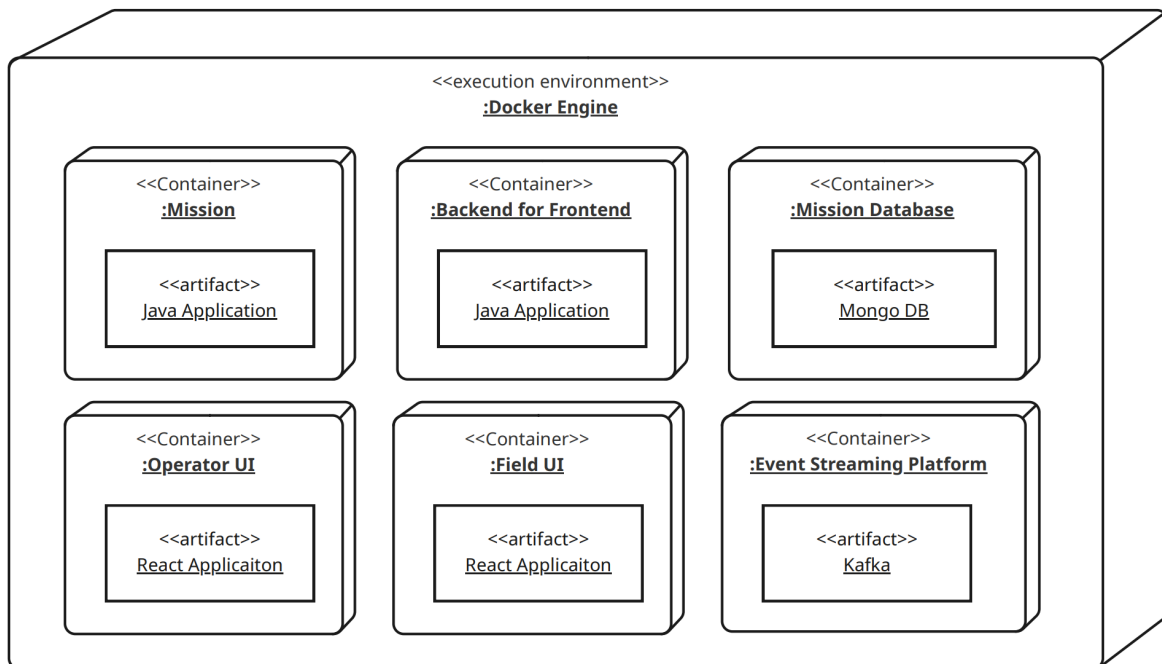 <<execution environment>>
:Docker Engine
<<Container>>
:Mission
<<artifact>>
Java Application
<<Container>>
:Backend for Frontend
<<artifact>>
Java Application
<<Container>>
:Mission Database
<<artifact>>
Mongo DB
<<Container>>
:Operator UI
<<artifact>>
React Applicaiton
<<Container>>
:Field UI
<<artifact>>
React Applicaiton
<<Container>>
:Event Streaming Platform
<<artifact>>
Kafka